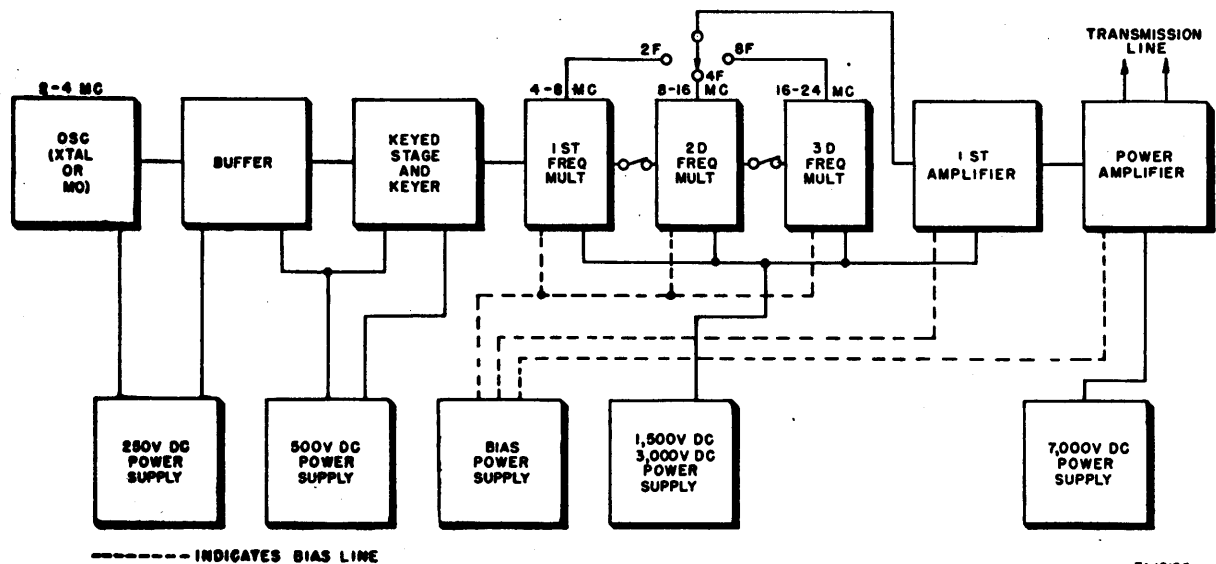 TRANSMISSION
LINE
2F
8F
4F
2-4 MC
4-8 MC
8-16 MC
16-24 MC
OSC
(XTAL
OR
MO)
BUFFER
KEYED
STAGE
AND
KEYER
1ST
FREQ
MULT
2D
FREQ
MULT
3D
FREQ
MULT
1ST
AMPLIFIER
POWER
AMPLIFIER
250V DC
POWER
SUPPLY
500V DC
POWER
SUPPLY
BIAS
POWER
SUPPLY
1,500V DC
3,000V DC
POWER
SUPPLY
7,000V DC
POWER
SUPPLY
INDICATES BIAS LINE